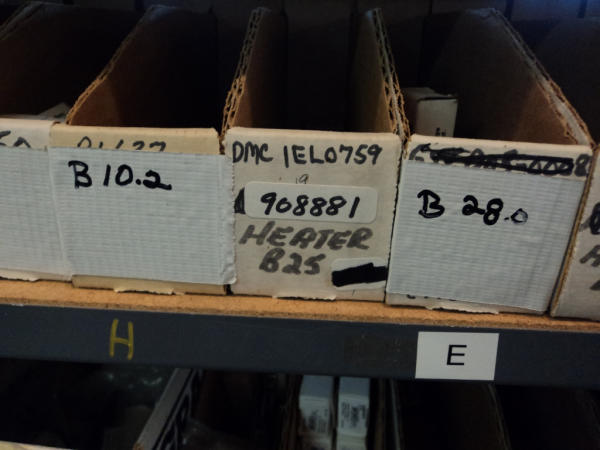 B 10.2
DMC 1EL0759
908881
HEATER
B25
B 28.0
H
E